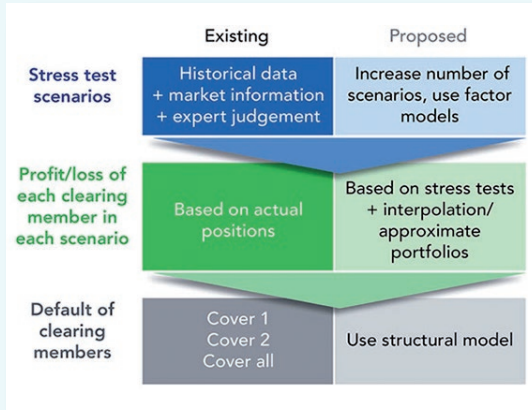 Existing
Proposed
Stress test
scenarios
Historical data
+ market information
+ expert judgement
Increase number of
scenarios, use factor
models
Profit/loss of
each clearing
member in
each scenario
Based on actual
positions
Based on stress tests
+ interpolation/
approximate
portfolios
Default of
clearing
members
Cover 1
Cover 2
Cover all
Use structural model